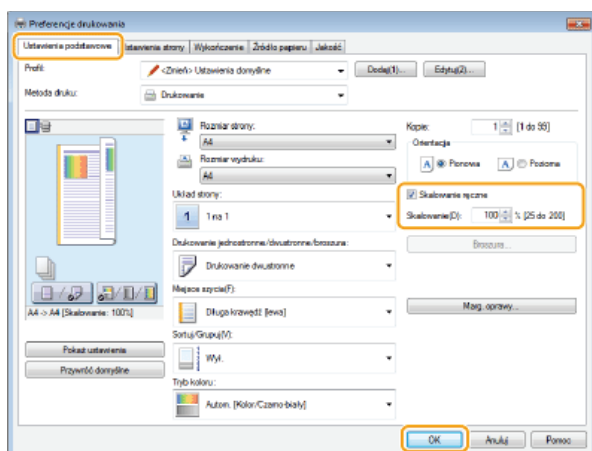 Preferencje drukowania
Ustawienia podstawowe Ustawienia strony Wykończenie Źródło papieru Jakość
Profil: <Zmień> Ustawienia domyślne Dodaj(1)... Edytuj(2)...
Metoda druku: Drukowanie
Rozmiar strony:
A4
Rozmiar wydruku:
A4
Układ strony:
1 1 na 1
Drukowanie jednostronne/dwustronne/broszura:
Drukowanie dwustronne
Miejsce szycia(F):
Długa krawędź [lewa]
Sortuj/Grupuj(V):
Wył.
Tryb koloru:
Autom. [Kolor/Czarno-biały]
Kopie: 1 [1 do 99]
Orientacja
A Pionowa A Pozioma
Skalowanie ręczne
Skalowanie(D): 100 % [25 do 200]
Broszura...
Marg. oprawy...
A4 -> A4 [Skalowanie: 100%]
Pokaż ustawienia
Przywróć domyślne
OK Anuluj Pomoc